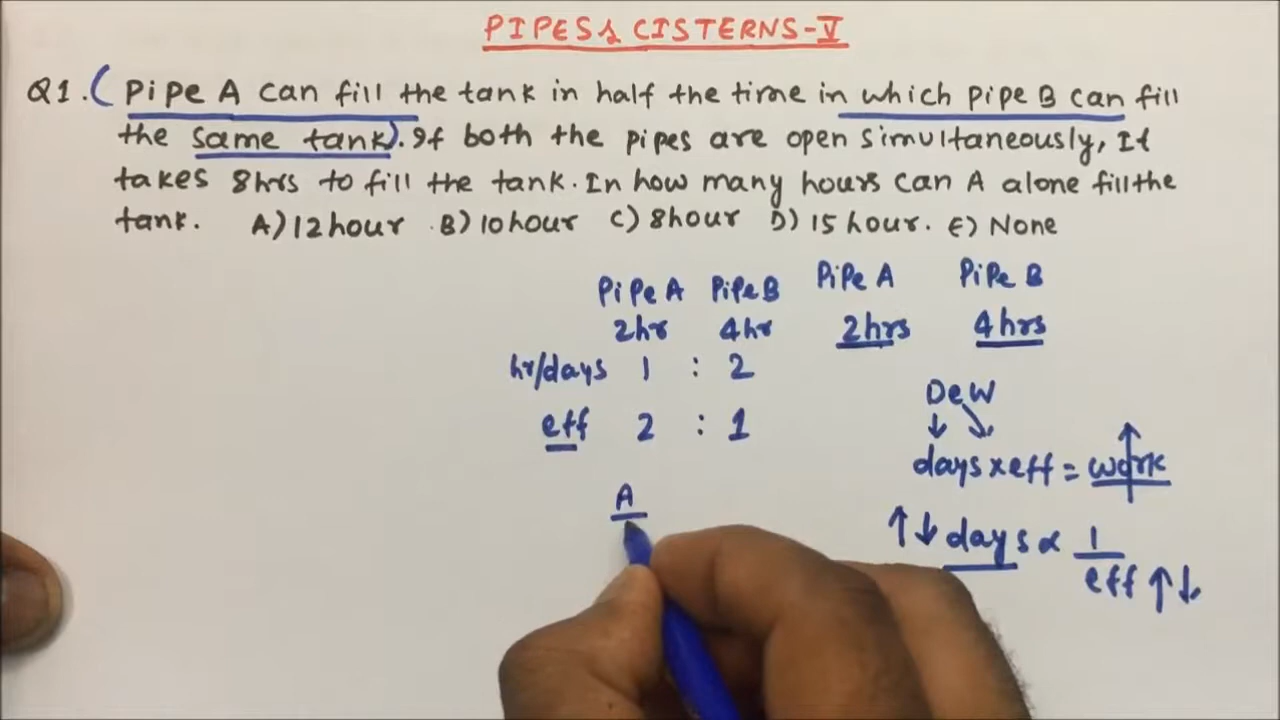 PIPES & CISTERNS-V
Q1. (Pipe A can fill the tank in half the time in which pipe B can fill
the same tank). If both the pipes are open simultaneously, It
takes 8hrs to fill the tank. In how many hours can A alone fill the
tank. A) 12 hour B) 10 hour C) 8 hour D) 15 hour. E) None
PiPe A PiPe B PiPe A PiPe B
2hr 4hr 2hrs 4hrs
hr/days 1 : 2
eff 2 : 1
DeW
days x eff = work
A
↑↓ days ∝ 1/eff ↑↓